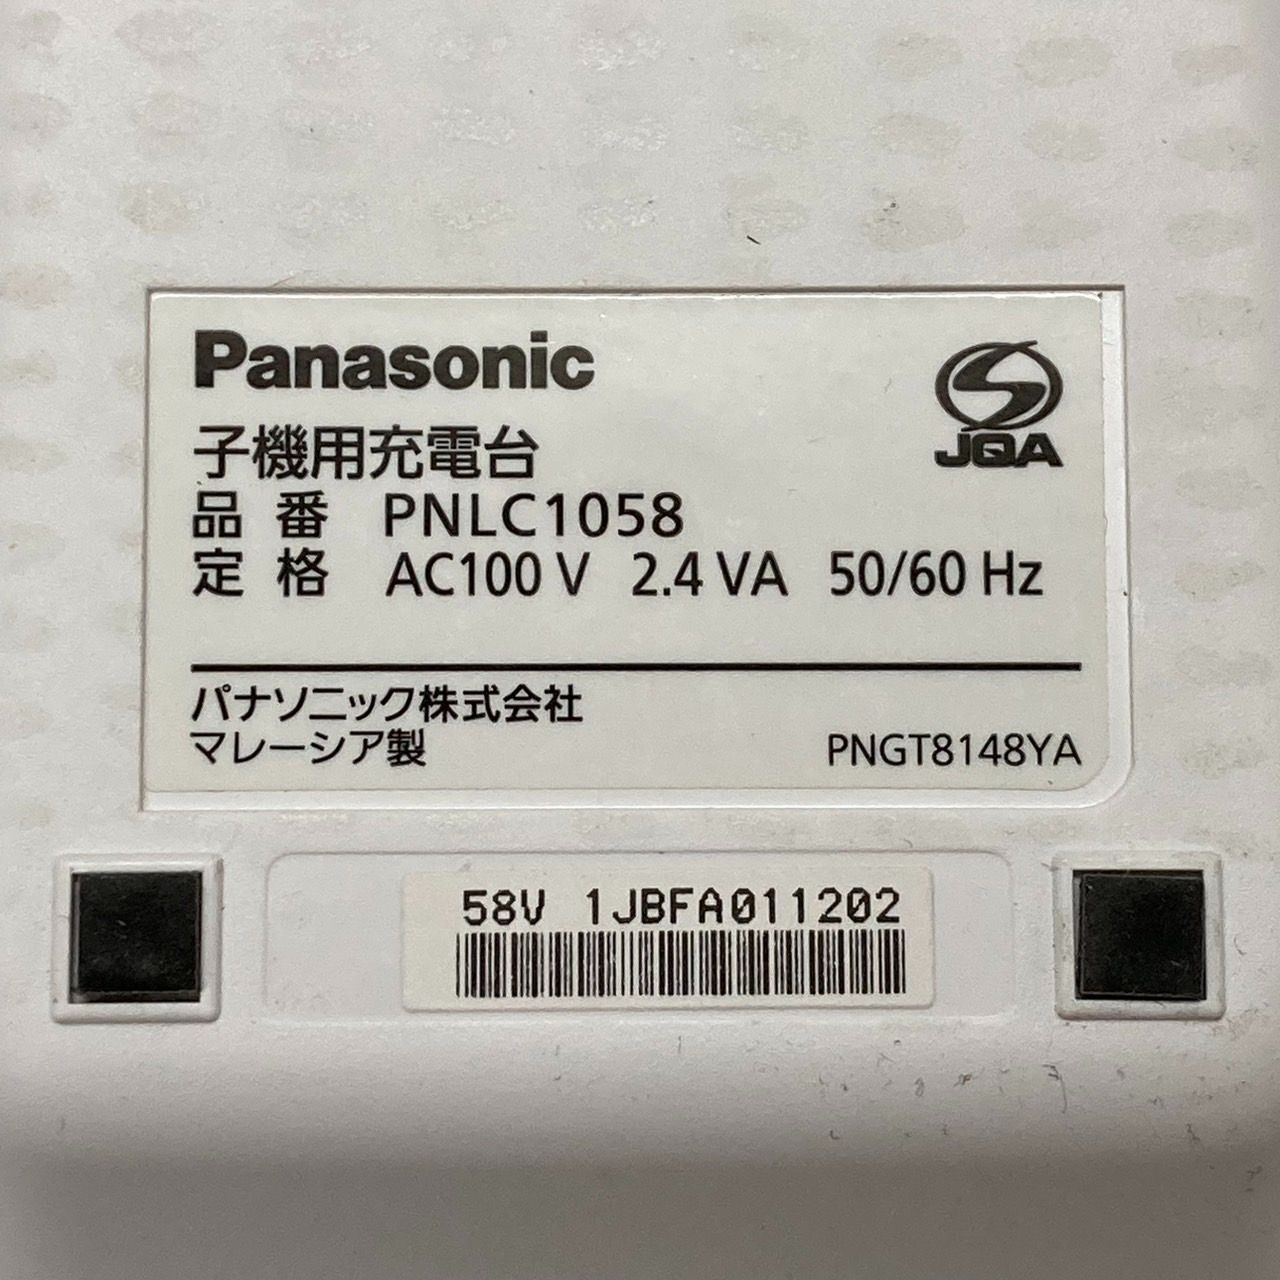 Panasonic
JQA
子機用充電台
品番 PNLC1058
定格 AC100 V 2.4 VA 50/60 Hz
パナソニック株式会社
マレーシア製
PNGT8148YA
58V 1JBFA011202